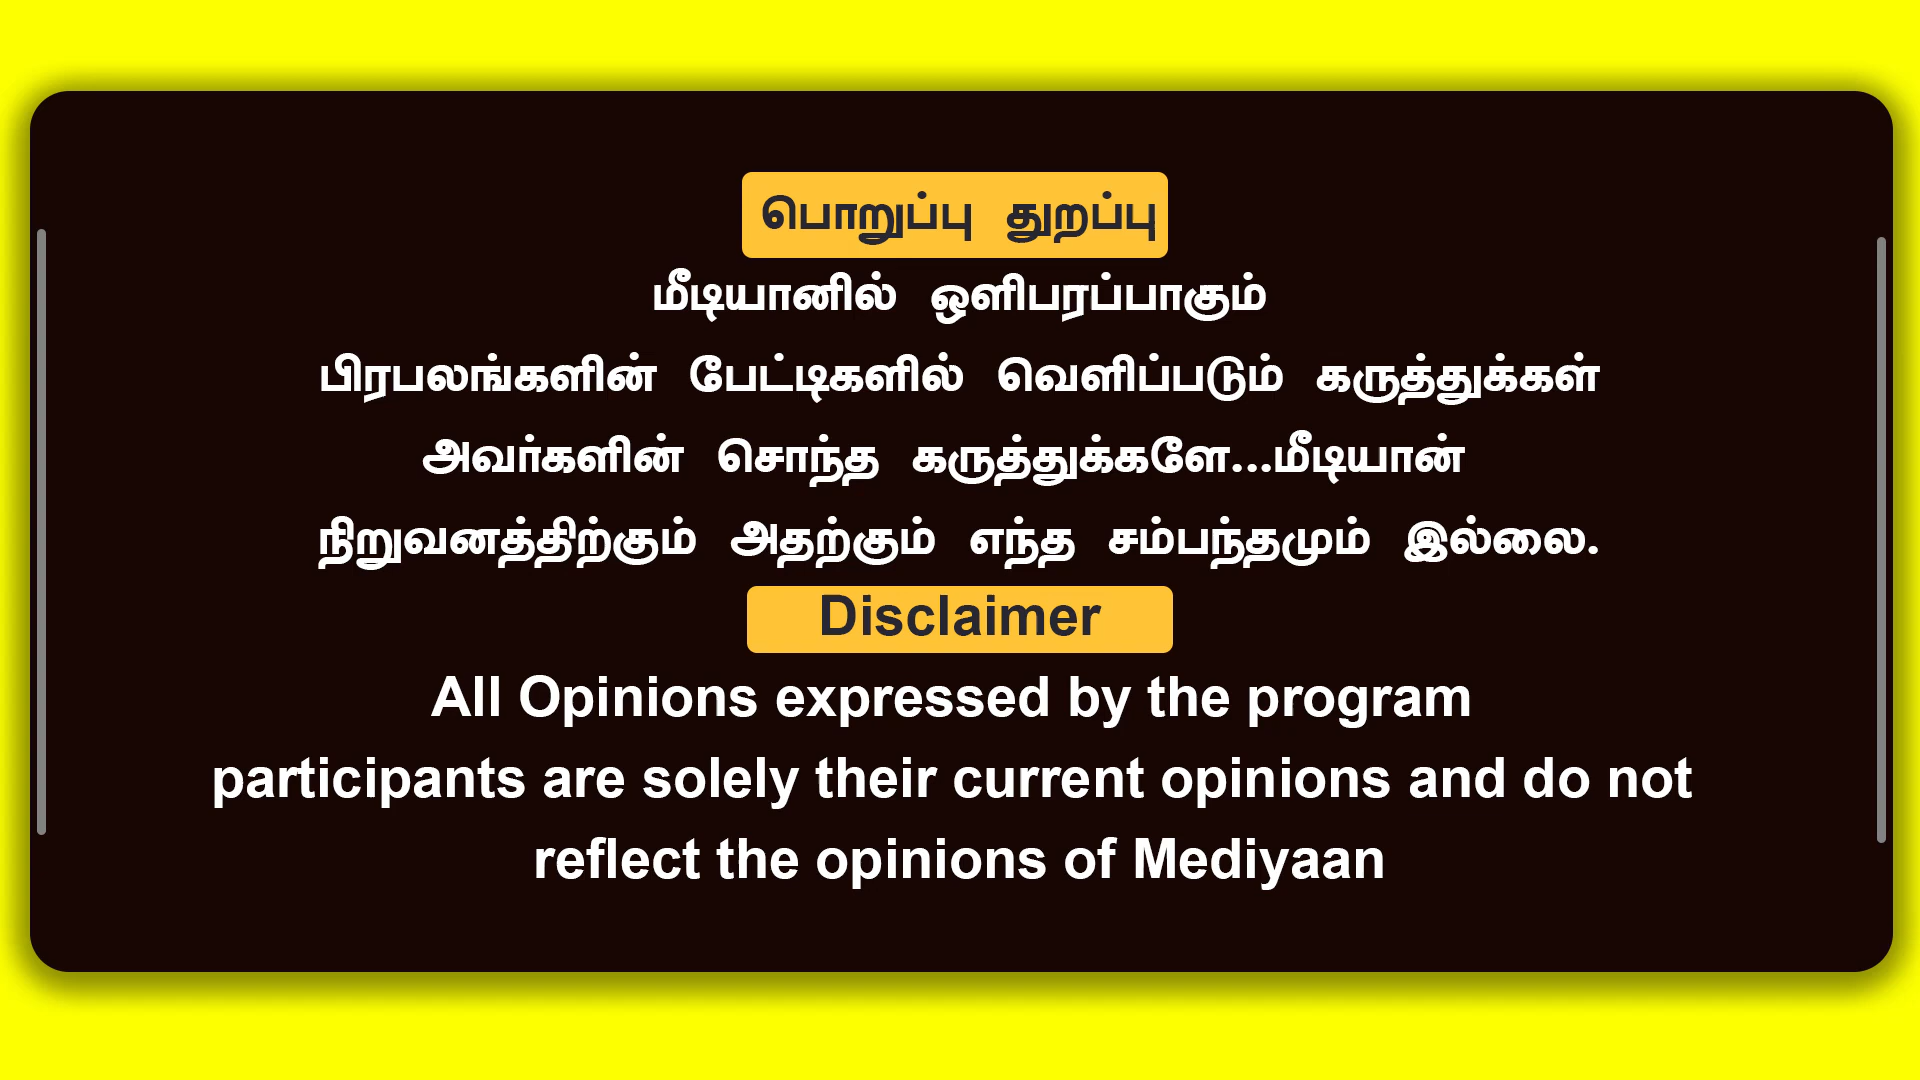 பொறுப்பு துறப்பு
மீடியானில் ஒளிபரப்பாகும்
பிரபலங்களின் பேட்டிகளில் வெளிப்படும் கருத்துக்கள்
அவர்களின் சொந்த கருத்துக்களே...மீடியான்
நிறுவனத்திற்கும் அதற்கும் எந்த சம்பந்தமும் இல்லை.
Disclaimer
All Opinions expressed by the program
participants are solely their current opinions and do not
reflect the opinions of Mediyaan